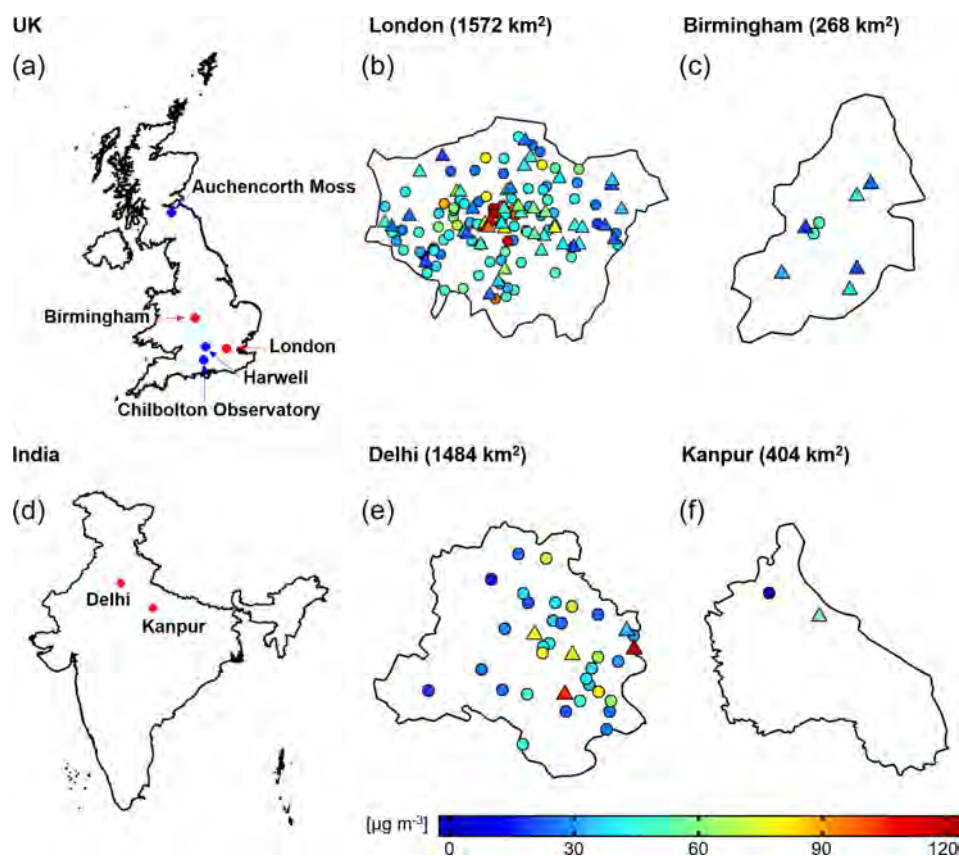 UK
London (1572 km²)
Birmingham (268 km²)
(a)
(b)
(c)
Auchencorth Moss
Birmingham
London
Harwell
Chilbolton Observatory
India
Delhi (1484 km²)
Kanpur (404 km²)
(d)
(e)
(f)
Delhi
Kanpur
[µg m⁻³]
0 30 60 90 120